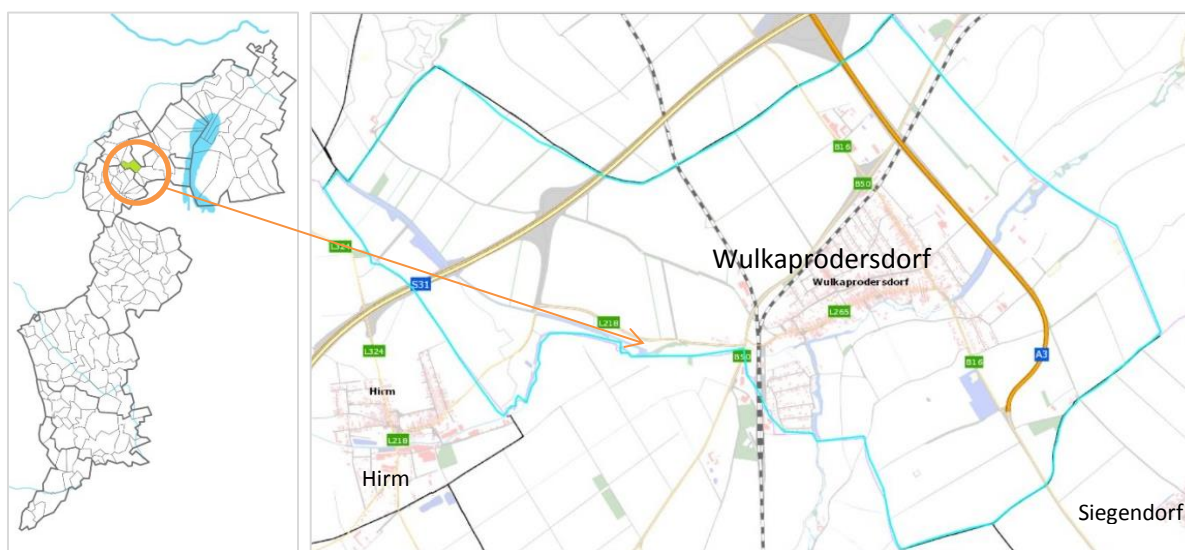 B16
B50
Wulkaprodersdorf
Wulkaprodersdorf
L324
S31
L265
L218
L324
B50
A3
B16
Hirm
L218
Hirm
Siegendorf